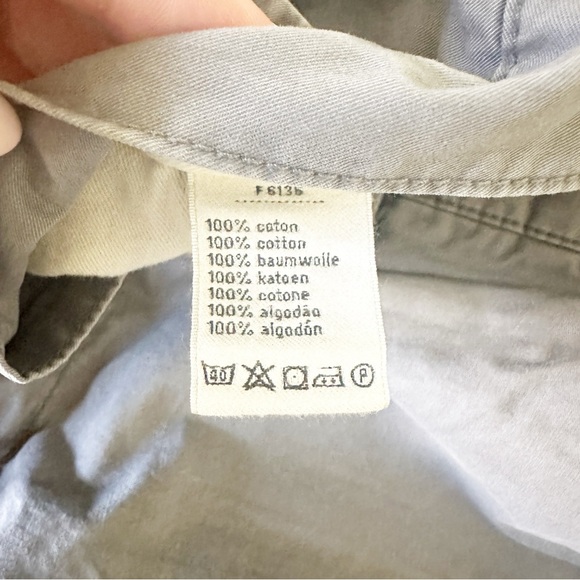 F 6136
100% coton
100% cotton
100% baumwolle
100% katoen
100% cotone
100% algodão
100% algodón
40 P